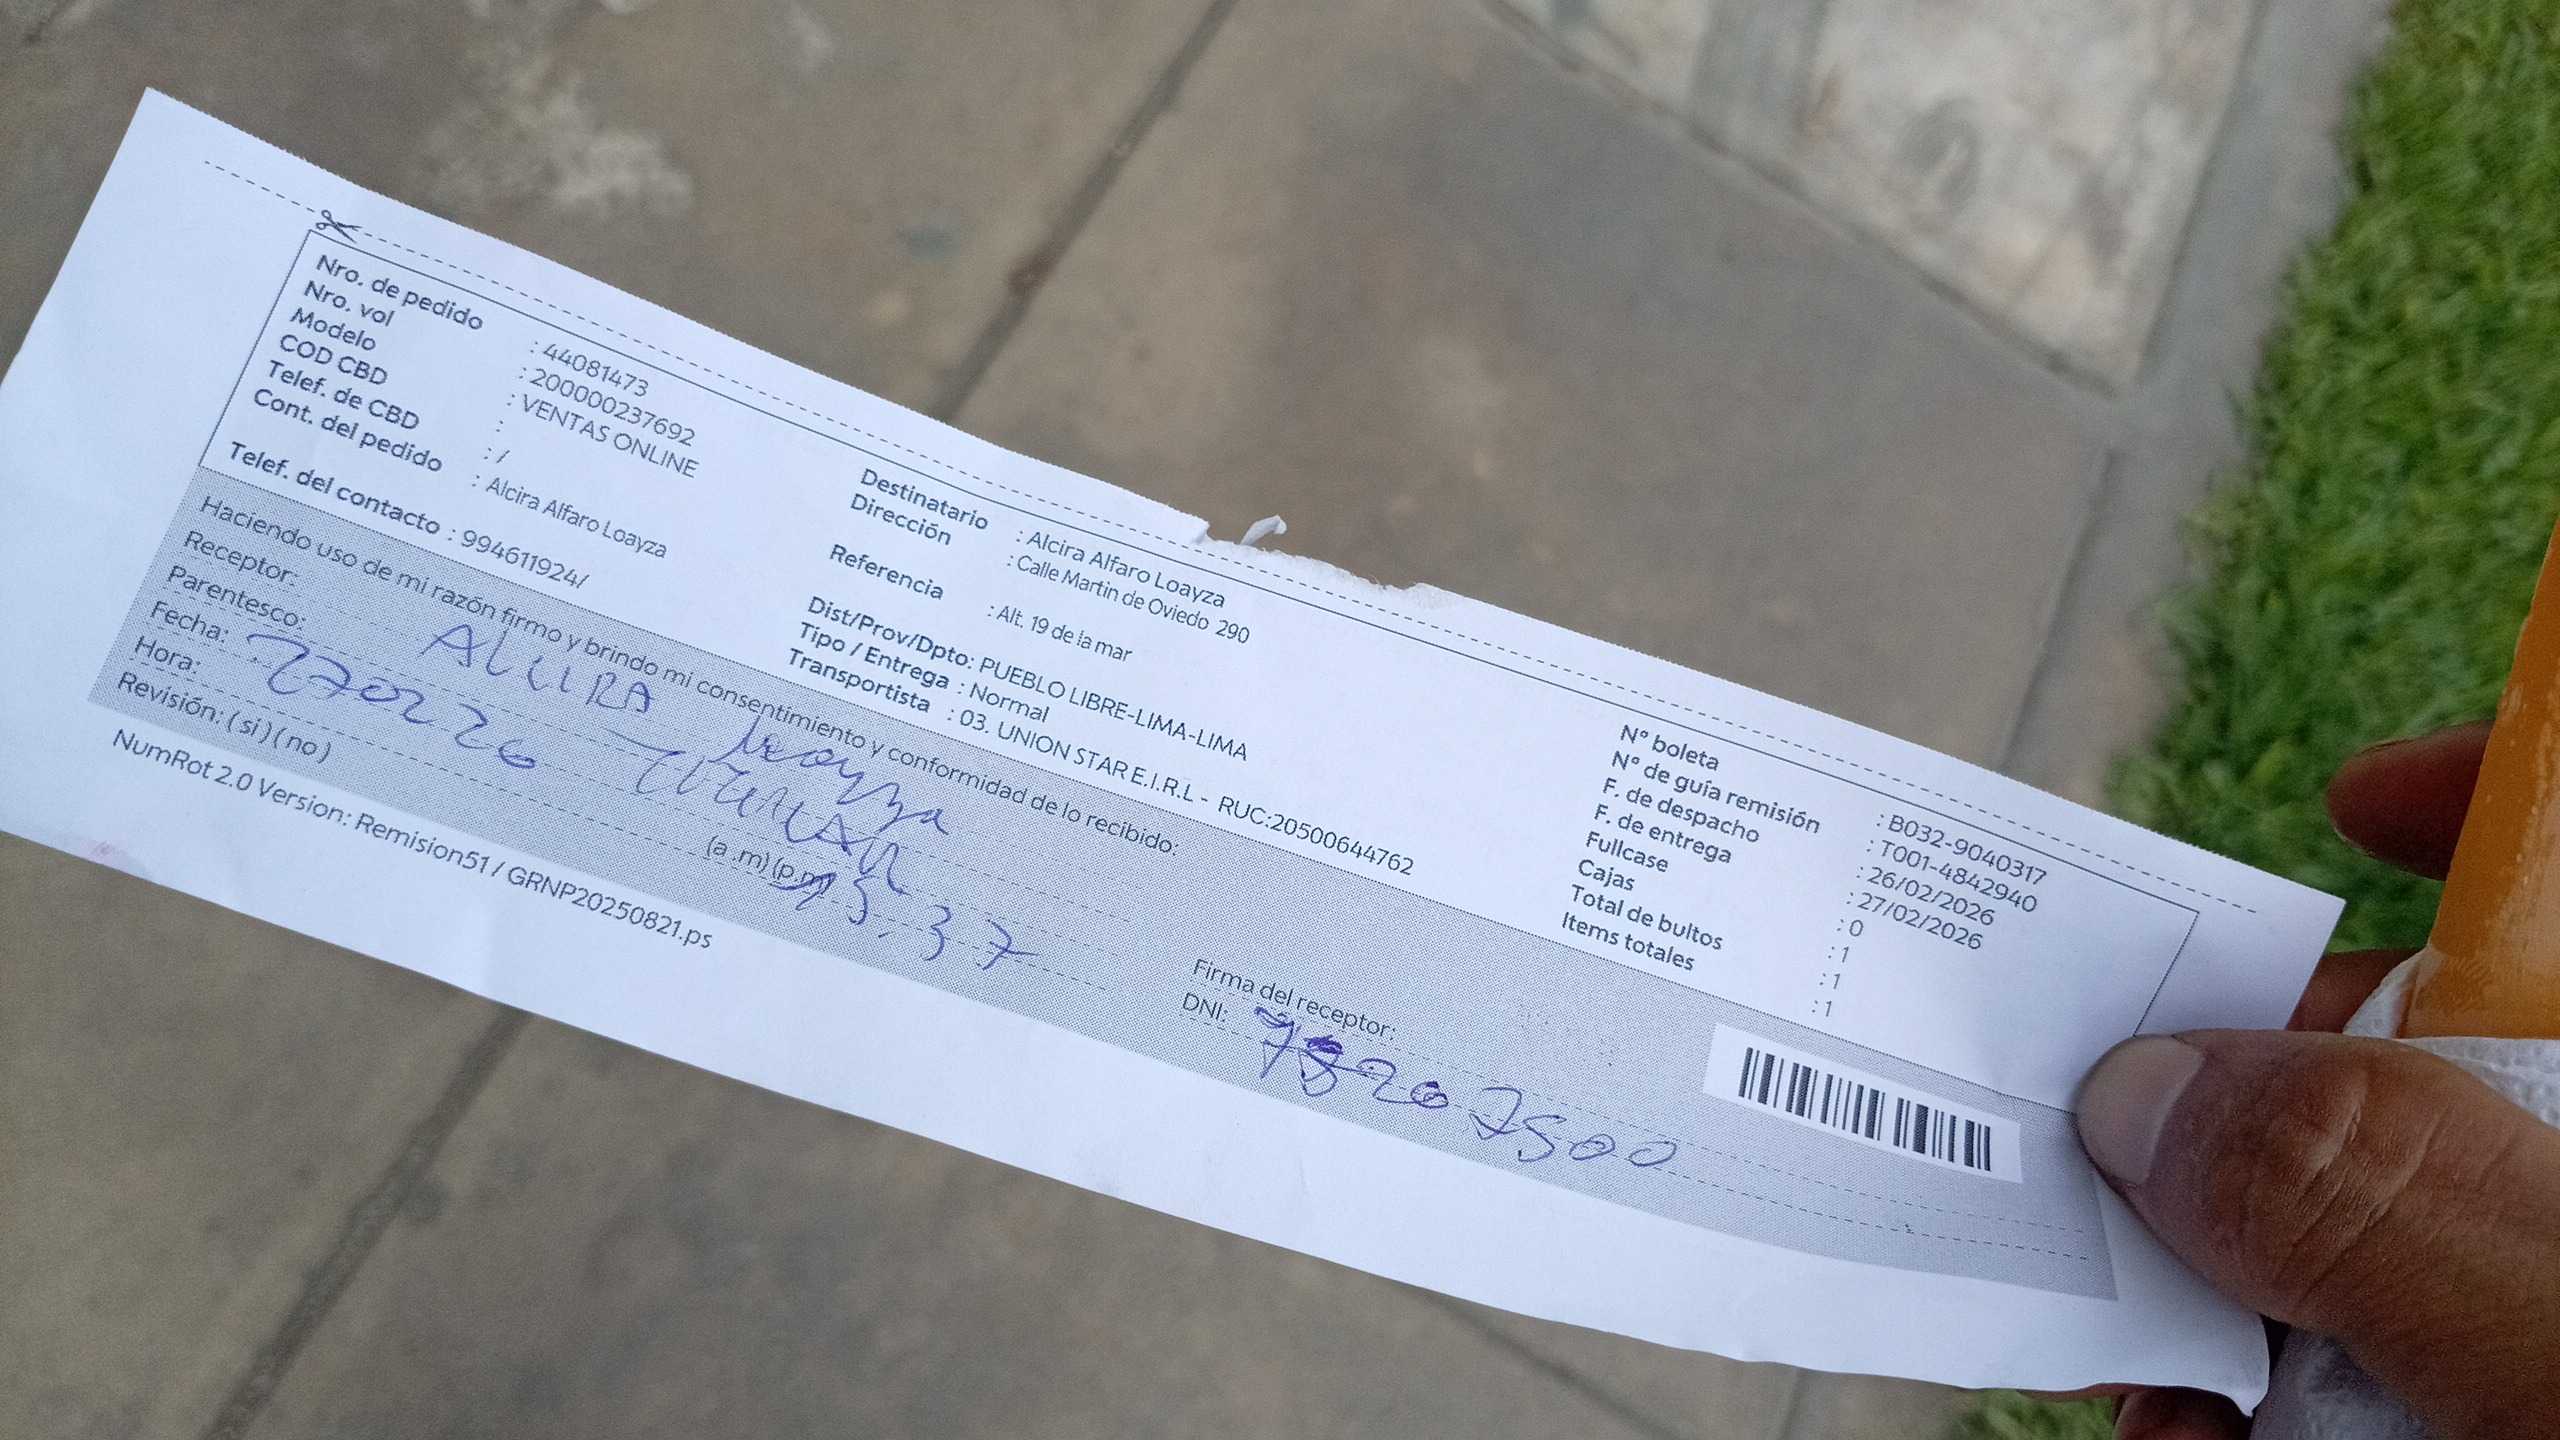 Nro. de pedido : 44081473
Nro. vol : 200000237692
Modelo : VENTAS ONLINE
COD CBD :
Telef. de CBD : /
Cont. del pedido : Alcira Alfaro Loayza
Telef. del contacto : 994611924/
Destinatario : Alcira Alfaro Loayza
Dirección : Calle Martin de Oviedo 290
Referencia : Alt. 19 de la mar
Dist/Prov/Dpto: PUEBLO LIBRE-LIMA-LIMA
Tipo / Entrega : Normal
Transportista : 03. UNION STAR E.I.R.L - RUC:20500644762
N° boleta : B032-9040317
N° de guía remisión : T001-4842940
F. de despacho : 26/02/2026
F. de entrega : 27/02/2026
Fullcase : 0
Cajas : 1
Total de bultos : 1
Items totales : 1
Haciendo uso de mi razón firmo y brindo mi consentimiento y conformidad de lo recibido:
Receptor: Alcira Loayza
Parentesco:
Fecha: 270226
Hora: (a.m) (p.m) 15.37
Revisión: ( si ) ( no )
Firma del receptor:
DNI:
NumRot 2.0 Version: Remision51 / GRNP20250821.ps